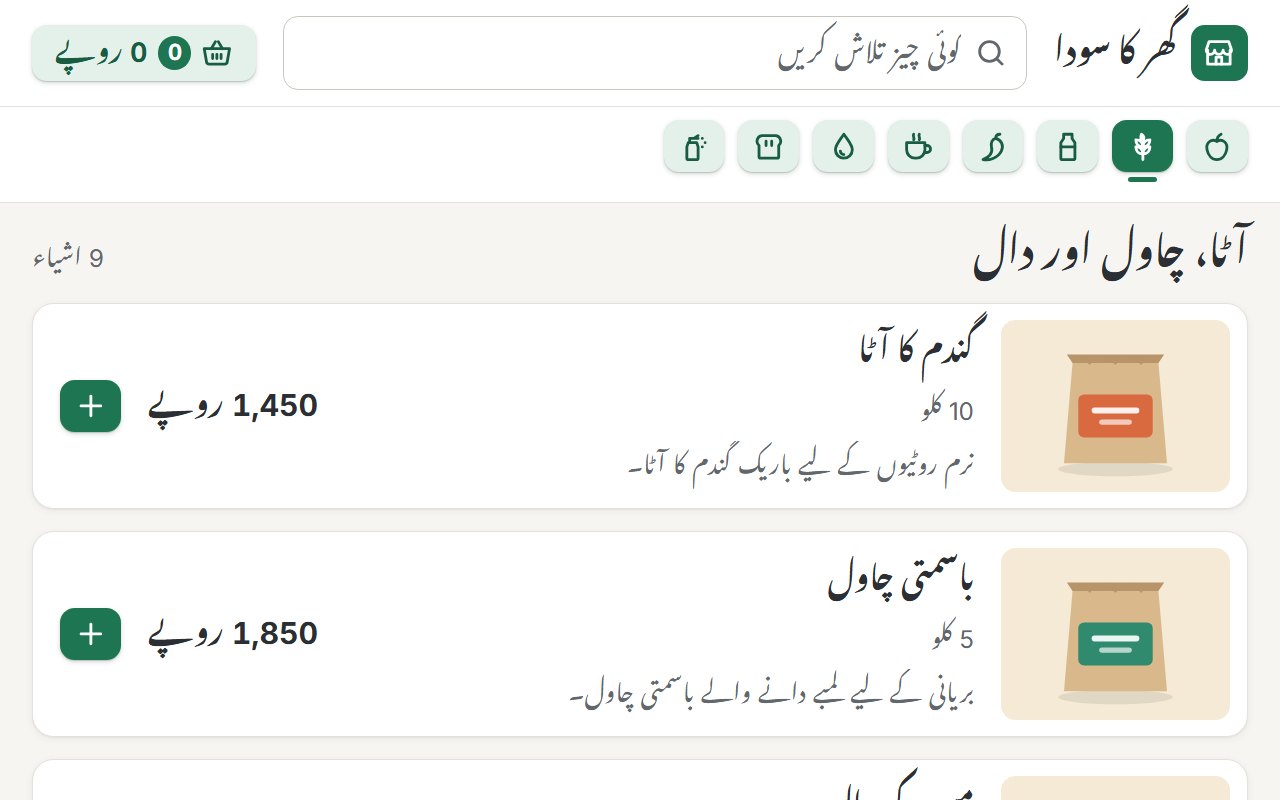 گھر کا سودا
کوئی چیز تلاش کریں
0
0 روپے
آٹا، چاول اور دال
9 اشیاء
گندم کا آٹا
10 کلو
نرم روٹیوں کے لیے باریک گندم کا آٹا۔
1,450 روپے
باسمتی چاول
5 کلو
بریانی کے لیے لمبے دانے والے باسمتی چاول۔
1,850 روپے